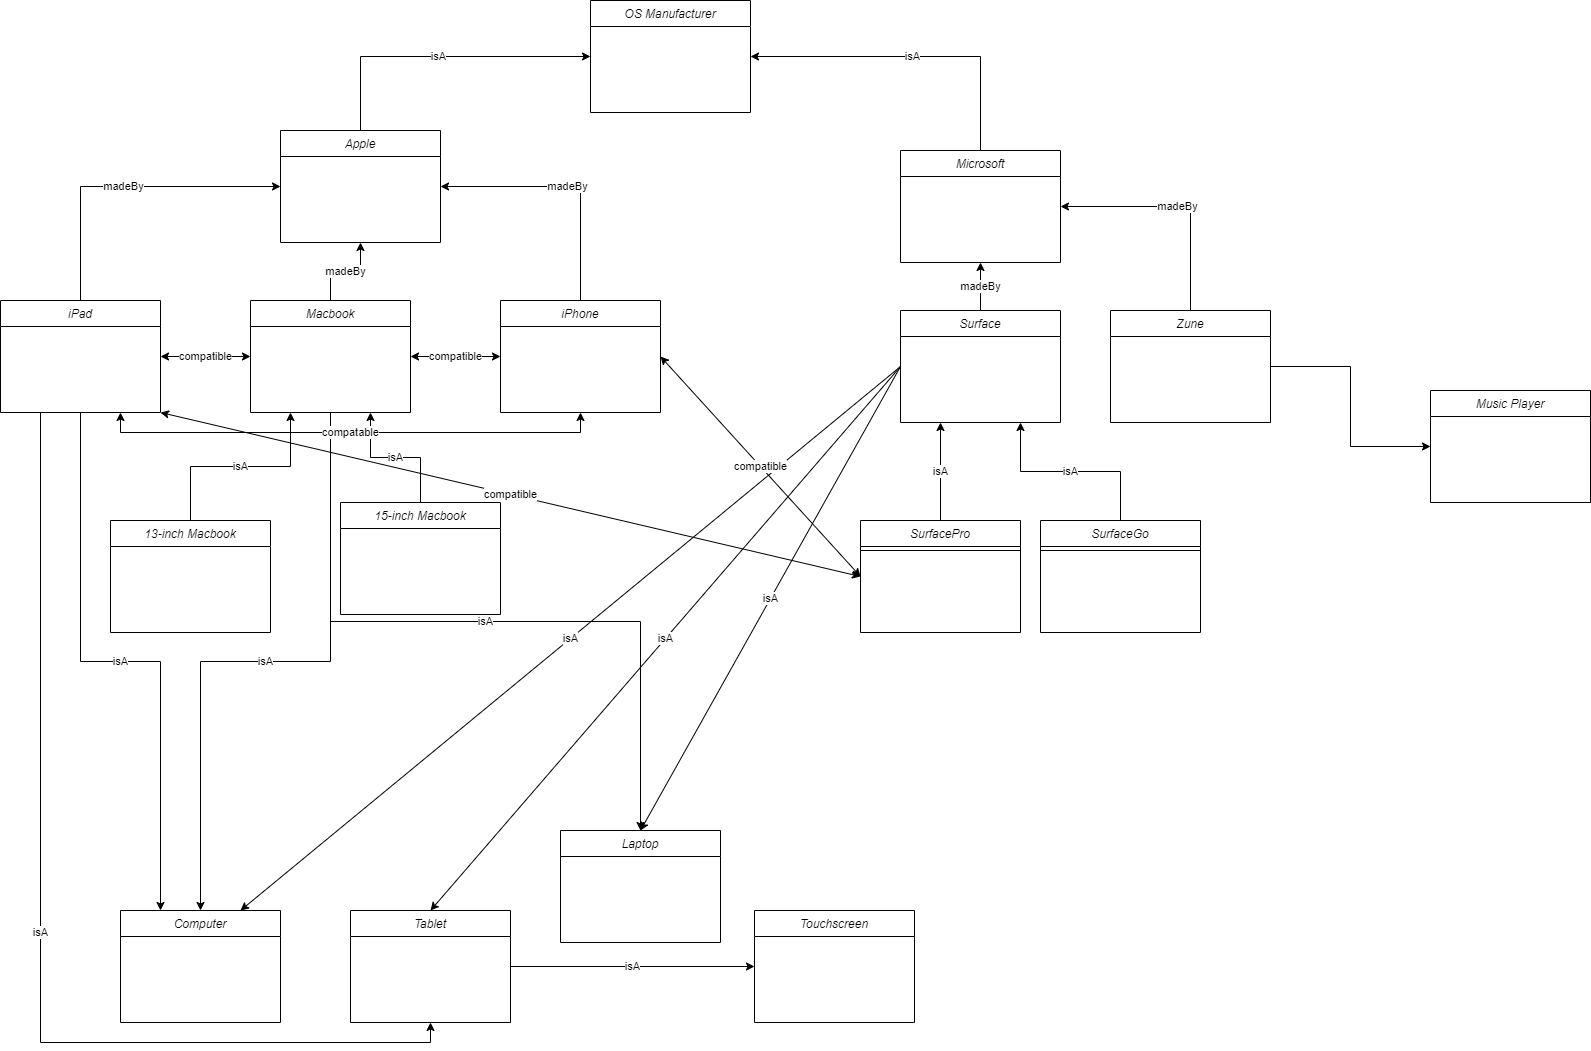 OS Manufacturer
isA
isA
Apple
Microsoft
madeBy
madeBy
madeBy
madeBy
madeBy
iPad
Macbook
iPhone
Surface
Zune
compatible
compatible
Music Player
compatable
isA
isA
compatible
isA
isA
compatible
15-inch Macbook
13-inch Macbook
SurfacePro
SurfaceGo
isA
isA
isA
isA
isA
isA
Laptop
Computer
Tablet
Touchscreen
isA
isA